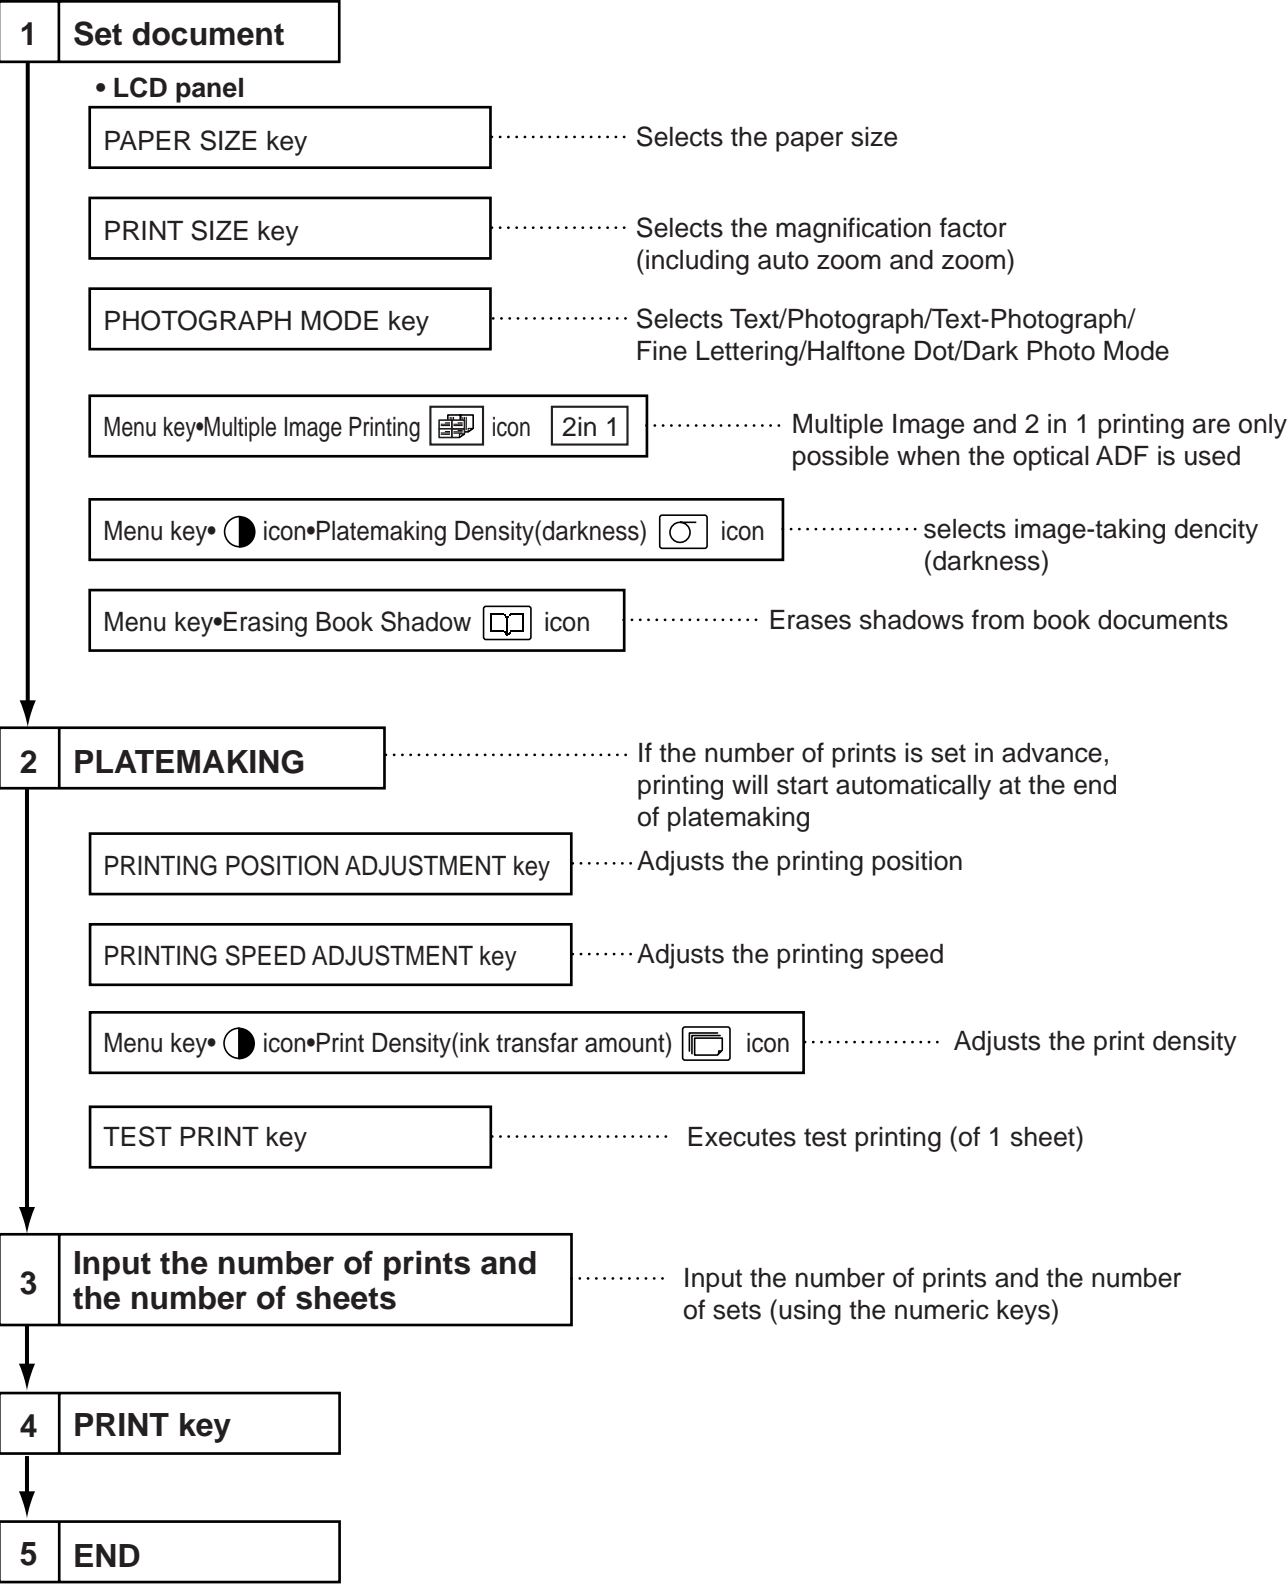 1 Set document
• LCD panel
PAPER SIZE key
Selects the paper size
PRINT SIZE key
Selects the magnification factor
(including auto zoom and zoom)
PHOTOGRAPH MODE key
Selects Text/Photograph/Text-Photograph/
Fine Lettering/Halftone Dot/Dark Photo Mode
Menu key•Multiple Image Printing icon 2in 1
Multiple Image and 2 in 1 printing are only
possible when the optical ADF is used
Menu key• icon•Platemaking Density(darkness) icon
selects image-taking dencity
(darkness)
Menu key•Erasing Book Shadow icon
Erases shadows from book documents
2 PLATEMAKING
If the number of prints is set in advance,
printing will start automatically at the end
of platemaking
PRINTING POSITION ADJUSTMENT key
Adjusts the printing position
PRINTING SPEED ADJUSTMENT key
Adjusts the printing speed
Menu key• icon•Print Density(ink transfar amount) icon
Adjusts the print density
TEST PRINT key
Executes test printing (of 1 sheet)
3 Input the number of prints and
the number of sheets
Input the number of prints and the number
of sets (using the numeric keys)
4 PRINT key
5 END